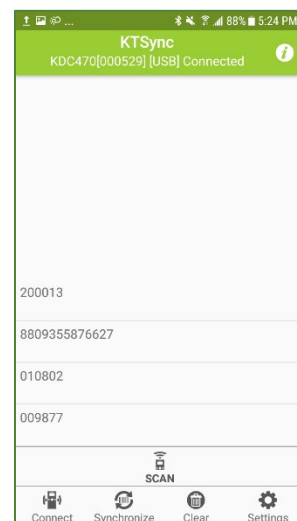 ... 88% 5:24 PM
KTSync
KDC470[000529] [USB] Connected
i
200013
8809355876627
010802
009877
SCAN
Connect Synchronize Clear Settings